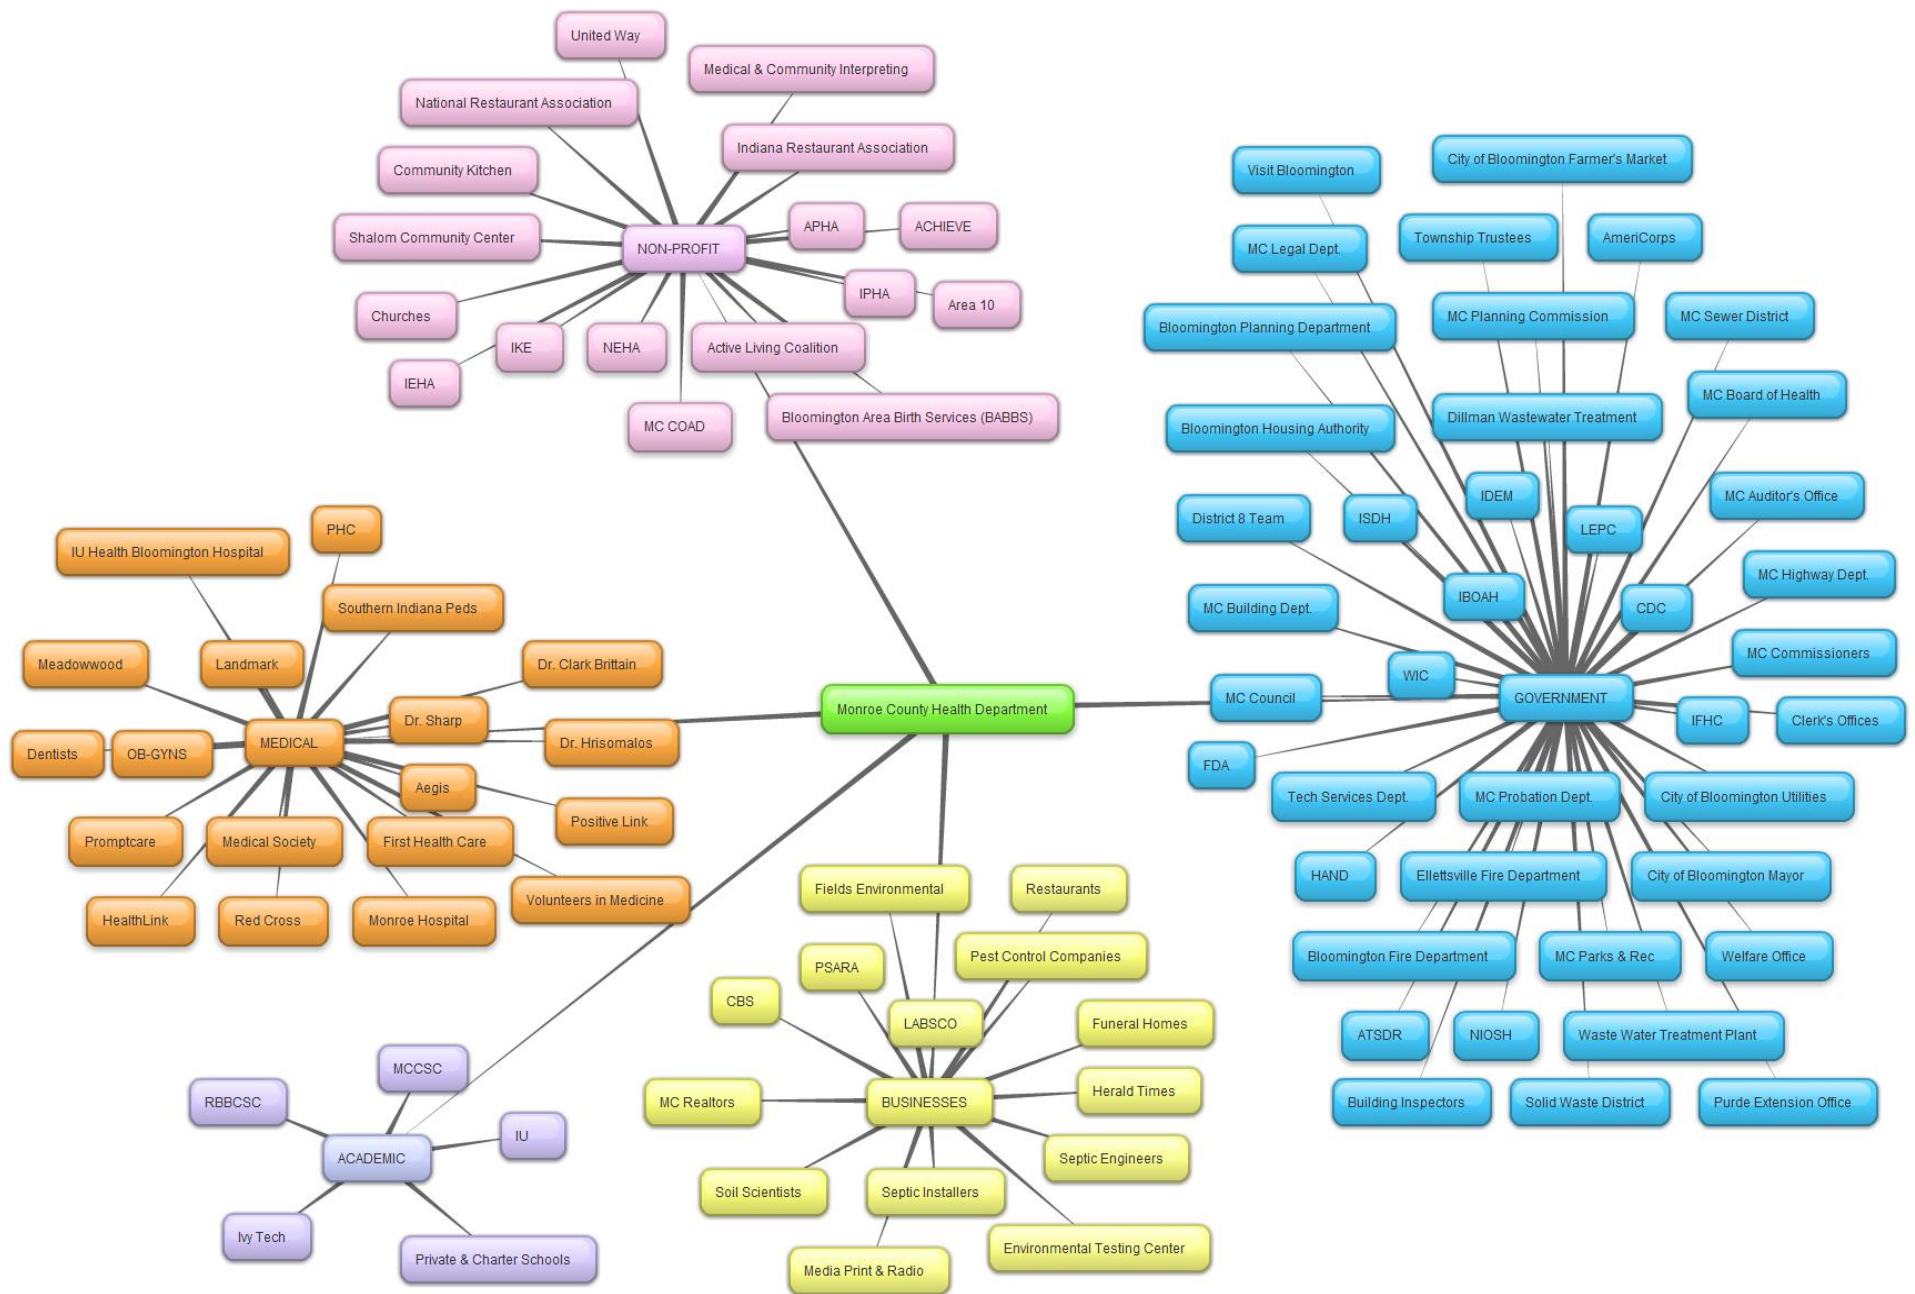 United Way
Medical & Community Interpreting
National Restaurant Association
Indiana Restaurant Association
Community Kitchen
APHA
ACHIEVE
Shalom Community Center
NON-PROFIT
IPHA
Area 10
Churches
IKE
NEHA
Active Living Coalition
IEHA
MC COAD
Bloomington Area Birth Services (BABBS)
City of Bloomington Farmer's Market
Visit Bloomington
Township Trustees
AmeriCorps
MC Legal Dept.
MC Planning Commission
MC Sewer District
Bloomington Planning Department
MC Board of Health
Dillman Wastewater Treatment
Bloomington Housing Authority
IDEM
MC Auditor's Office
District 8 Team
ISDH
LEPC
MC Highway Dept.
IBOAH
CDC
MC Building Dept.
MC Commissioners
WIC
MC Council
GOVERNMENT
IFHC
Clerk's Offices
FDA
Tech Services Dept.
MC Probation Dept.
City of Bloomington Utilities
HAND
Ellettsville Fire Department
City of Bloomington Mayor
Bloomington Fire Department
MC Parks & Rec
Welfare Office
ATSDR
NIOSH
Waste Water Treatment Plant
Building Inspectors
Solid Waste District
Purde Extension Office
Monroe County Health Department
PHC
IU Health Bloomington Hospital
Southern Indiana Peds
Meadowwood
Landmark
Dr. Clark Brittain
Dr. Sharp
MEDICAL
Dr. Hrisomalos
Dentists
OB-GYNS
Aegis
Positive Link
Promptcare
Medical Society
First Health Care
Volunteers in Medicine
HealthLink
Red Cross
Monroe Hospital
Fields Environmental
Restaurants
Pest Control Companies
PSARA
CBS
LABSCO
Funeral Homes
MC Realtors
BUSINESSES
Herald Times
Septic Engineers
Soil Scientists
Septic Installers
Environmental Testing Center
Media Print & Radio
MCCSC
RBBCSC
IU
ACADEMIC
Ivy Tech
Private & Charter Schools